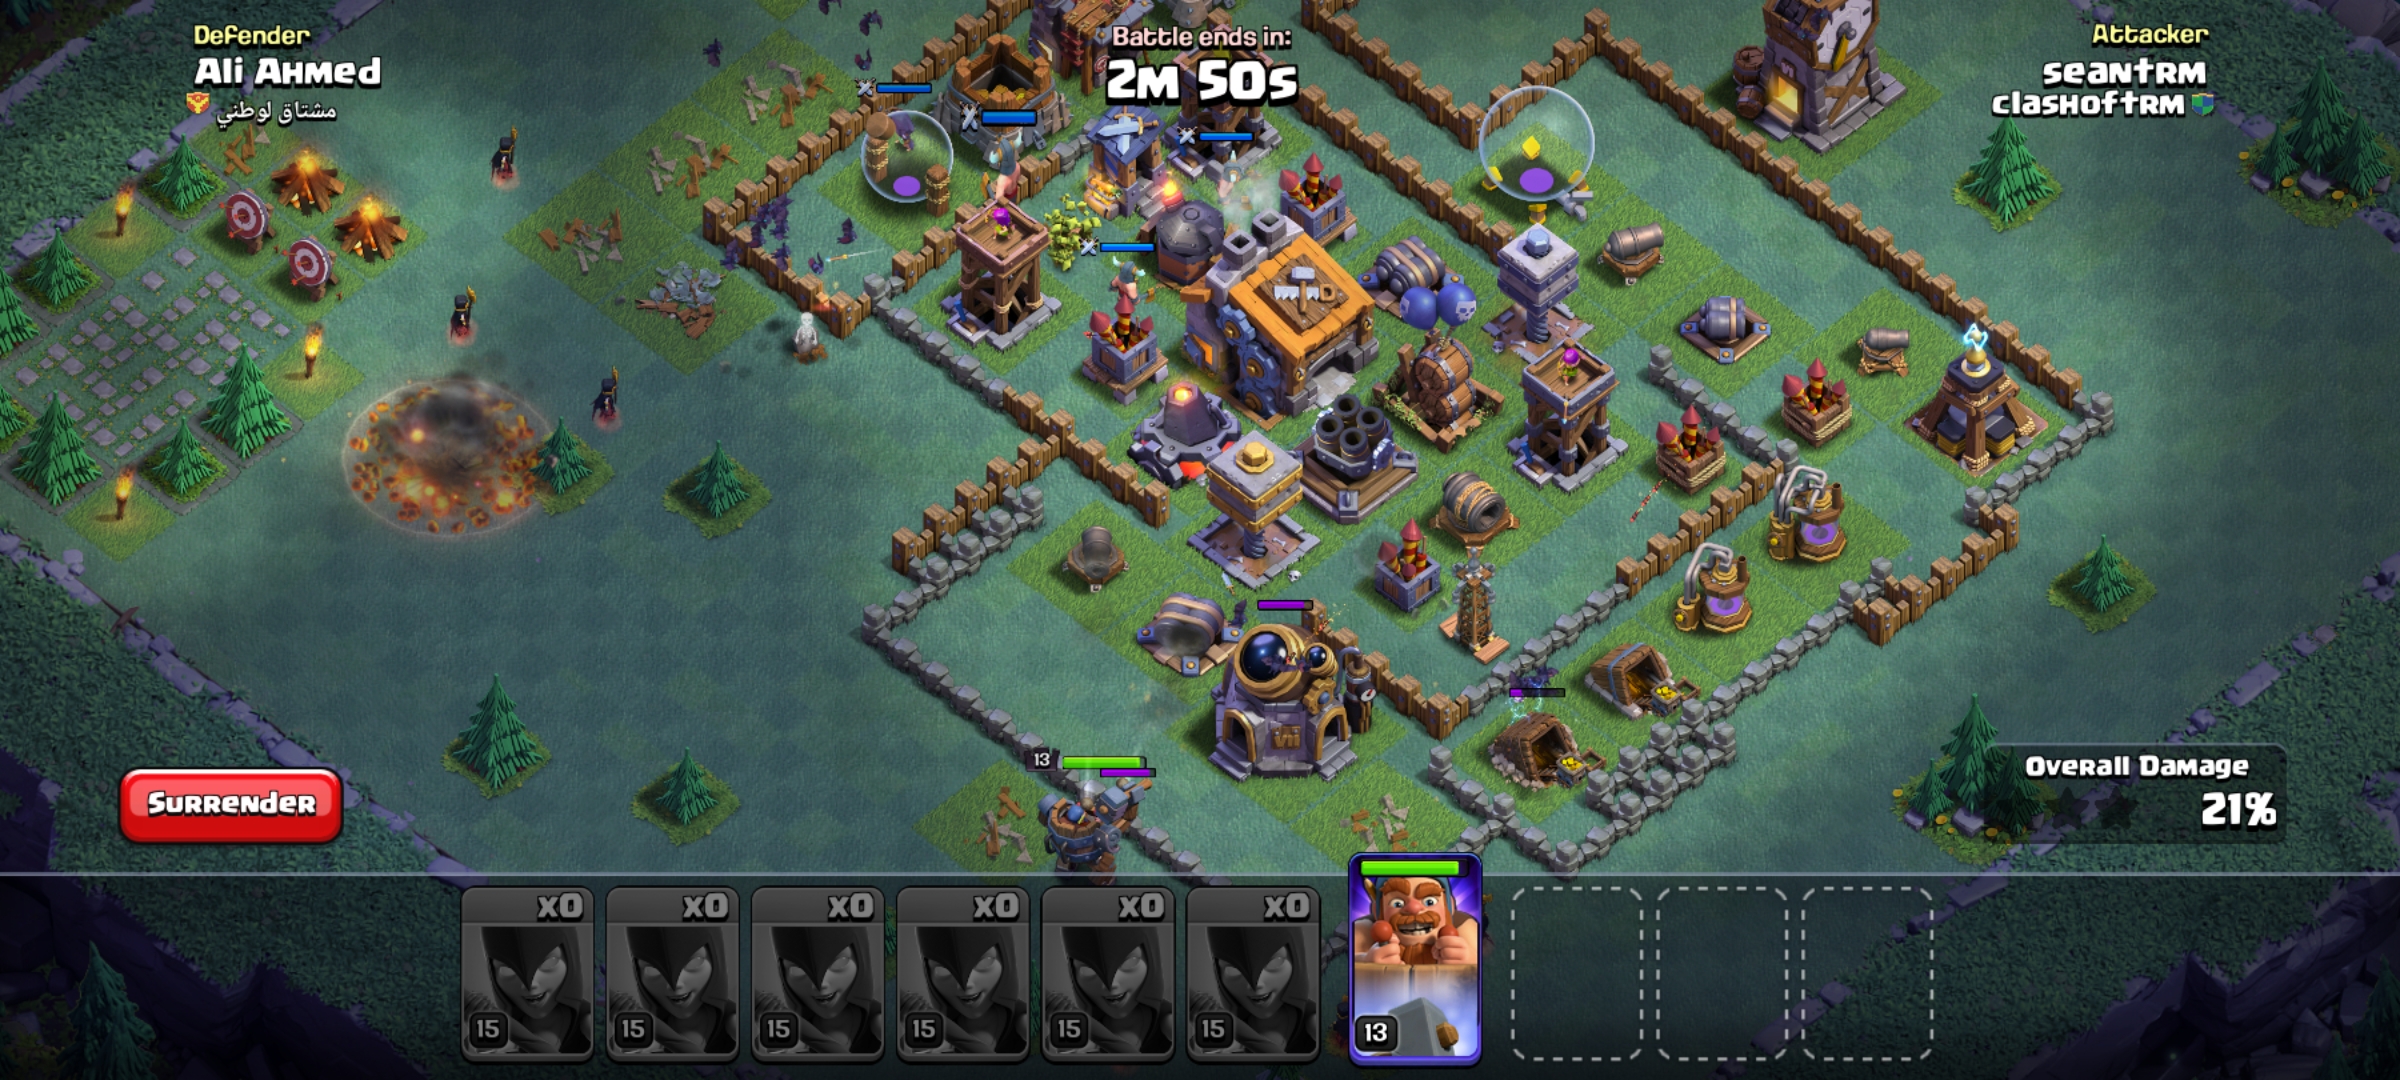 Defender
Ali Ahmed
مشتاق لوطني
Battle ends in:
2m 50s
Attacker
seantrm
clashoftrm
13
Surrender
Overall Damage
21%
x0
x0
x0
x0
x0
x0
15
15
15
15
15
15
13